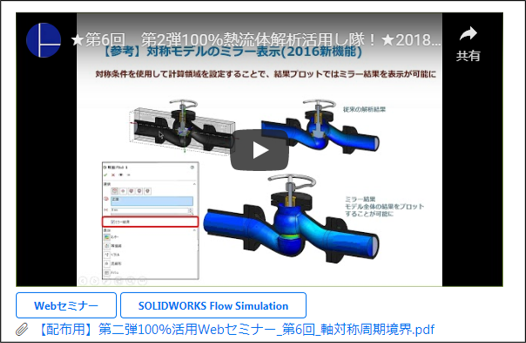 ★第6回　第2弾100%熱流体解析活用し隊！★2018...
共有
【参考】対称モデルのミラー表示(2016新機能)
対称条件を使用して計算領域を設定することで、結果プロットではミラー結果を表示が可能に
従来の解析結果
ミラー結果
モデル全体の結果をプロット
することが可能に
Webセミナー
SOLIDWORKS Flow Simulation
【配布用】第二弾100%活用Webセミナー_第6回_軸対称周期境界.pdf